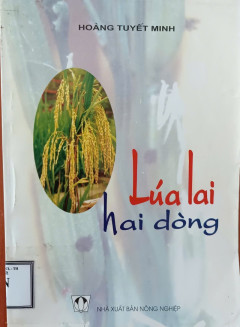 HOÀNG TUYẾT MINH
Lúa lai
hai dòng
NHÀ XUẤT BẢN NÔNG NGHIỆP